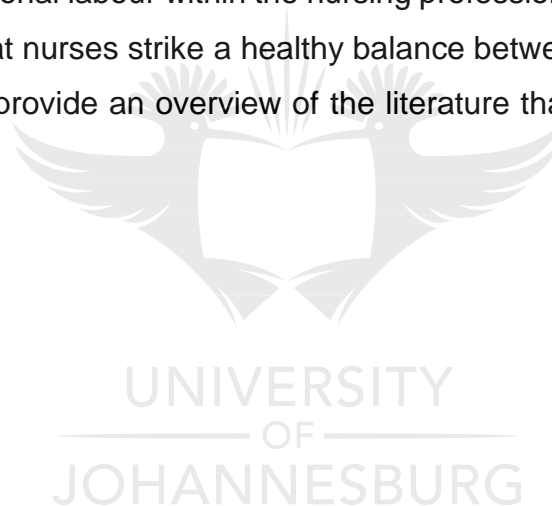 onal labour within the nursing profession
at nurses strike a healthy balance betwe
provide an overview of the literature tha
UNIVERSITY
OF
JOHANNESBURG